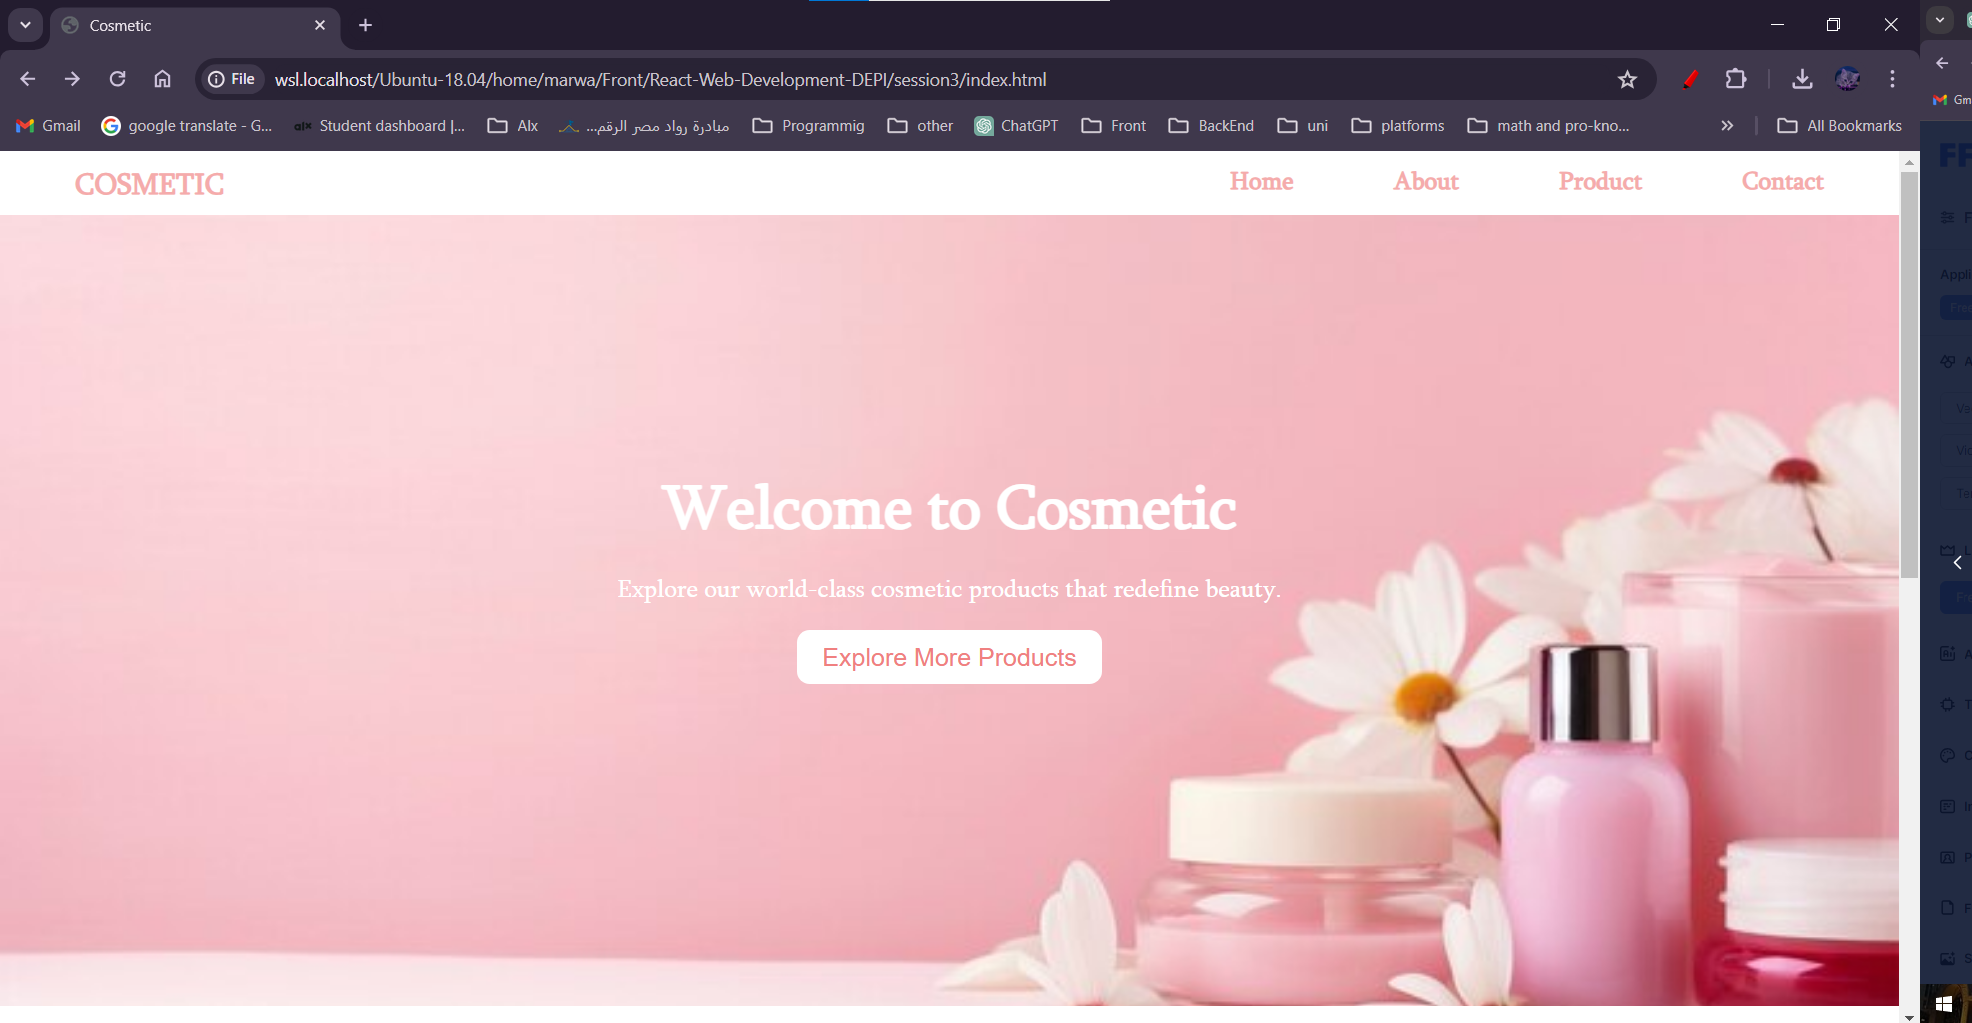 Cosmetic
File wsl.localhost/Ubuntu-18.04/home/marwa/Front/React-Web-Development-DEPI/session3/index.html
Gmail google translate - G... alx Student dashboard |... Alx مبادرة رواد مصر الرقم... Programmig other ChatGPT Front BackEnd uni platforms math and pro-kno... All Bookmarks
COSMETIC Home About Product Contact
Welcome to Cosmetic
Explore our world-class cosmetic products that redefine beauty.
Explore More Products
Gm
Appli